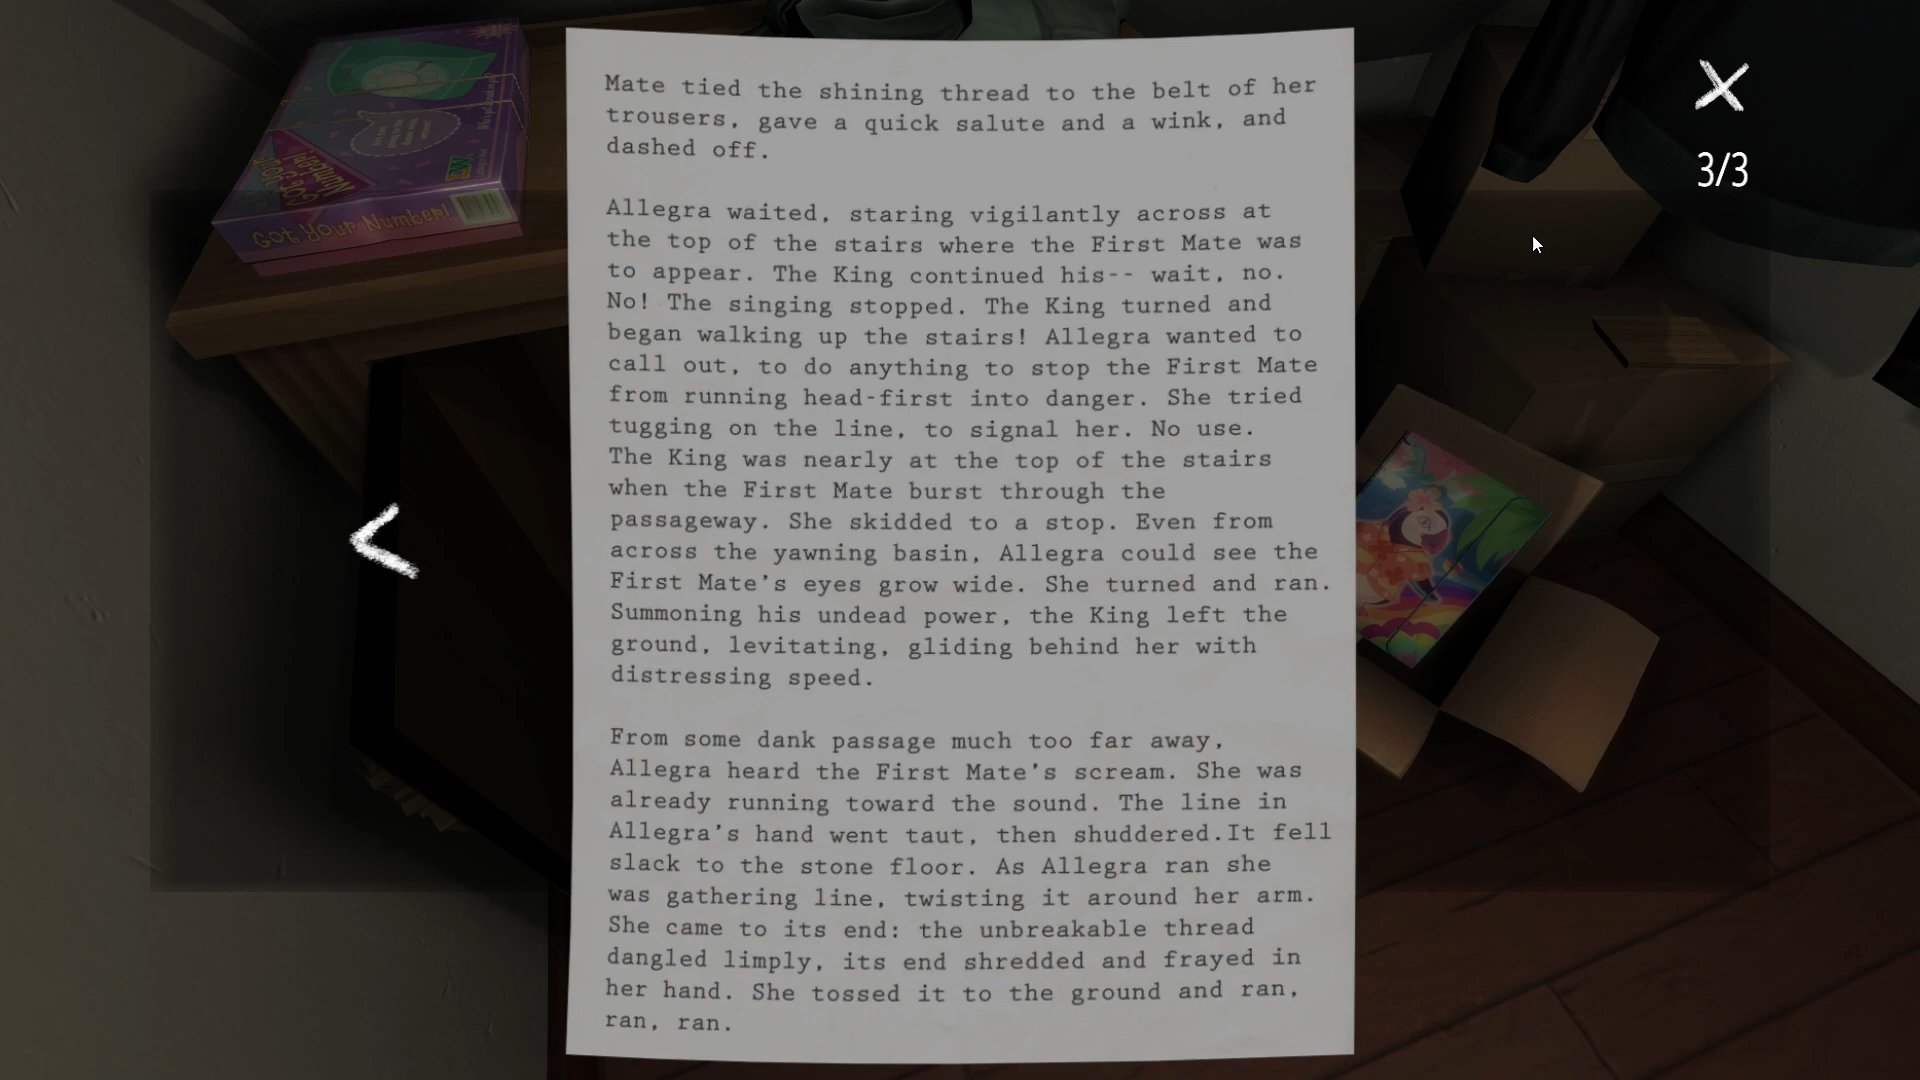 Mate tied the shining thread to the belt of her
trousers, gave a quick salute and a wink, and
dashed off.
Allegra waited, staring vigilantly across at
the top of the stairs where the First Mate was
to appear. The King continued his-- wait, no.
No! The singing stopped. The King turned and
began walking up the stairs! Allegra wanted to
call out, to do anything to stop the First Mate
from running head-first into danger. She tried
tugging on the line, to signal her. No use.
The King was nearly at the top of the stairs
when the First Mate burst through the
passageway. She skidded to a stop. Even from
across the yawning basin, Allegra could see the
First Mate's eyes grow wide. She turned and ran.
Summoning his undead power, the King left the
ground, levitating, gliding behind her with
distressing speed.
From some dank passage much too far away,
Allegra heard the First Mate's scream. She was
already running toward the sound. The line in
Allegra's hand went taut, then shuddered.It fell
slack to the stone floor. As Allegra ran she
was gathering line, twisting it around her arm.
She came to its end: the unbreakable thread
dangled limply, its end shredded and frayed in
her hand. She tossed it to the ground and ran,
ran, ran.
3/3
Got Your Number!
Got Your Number!